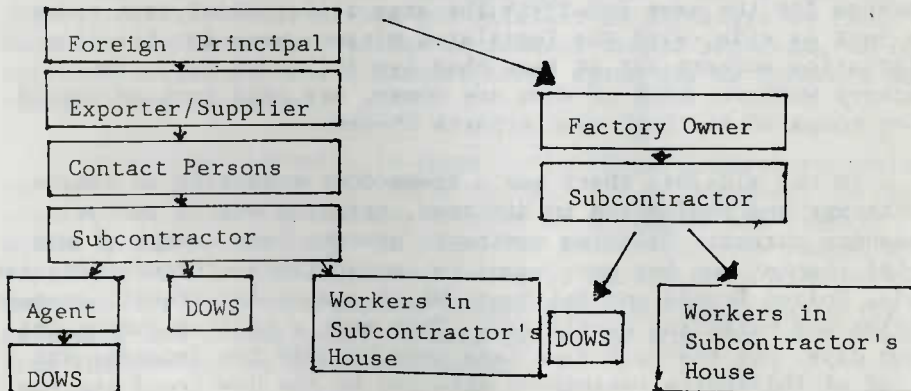 Foreign Principal
Exporter/Supplier
Contact Persons
Subcontractor
Agent
DOWS
DOWS
Workers in
Subcontractor's
House
Factory Owner
Subcontractor
DOWS
Workers in
Subcontractor's
House